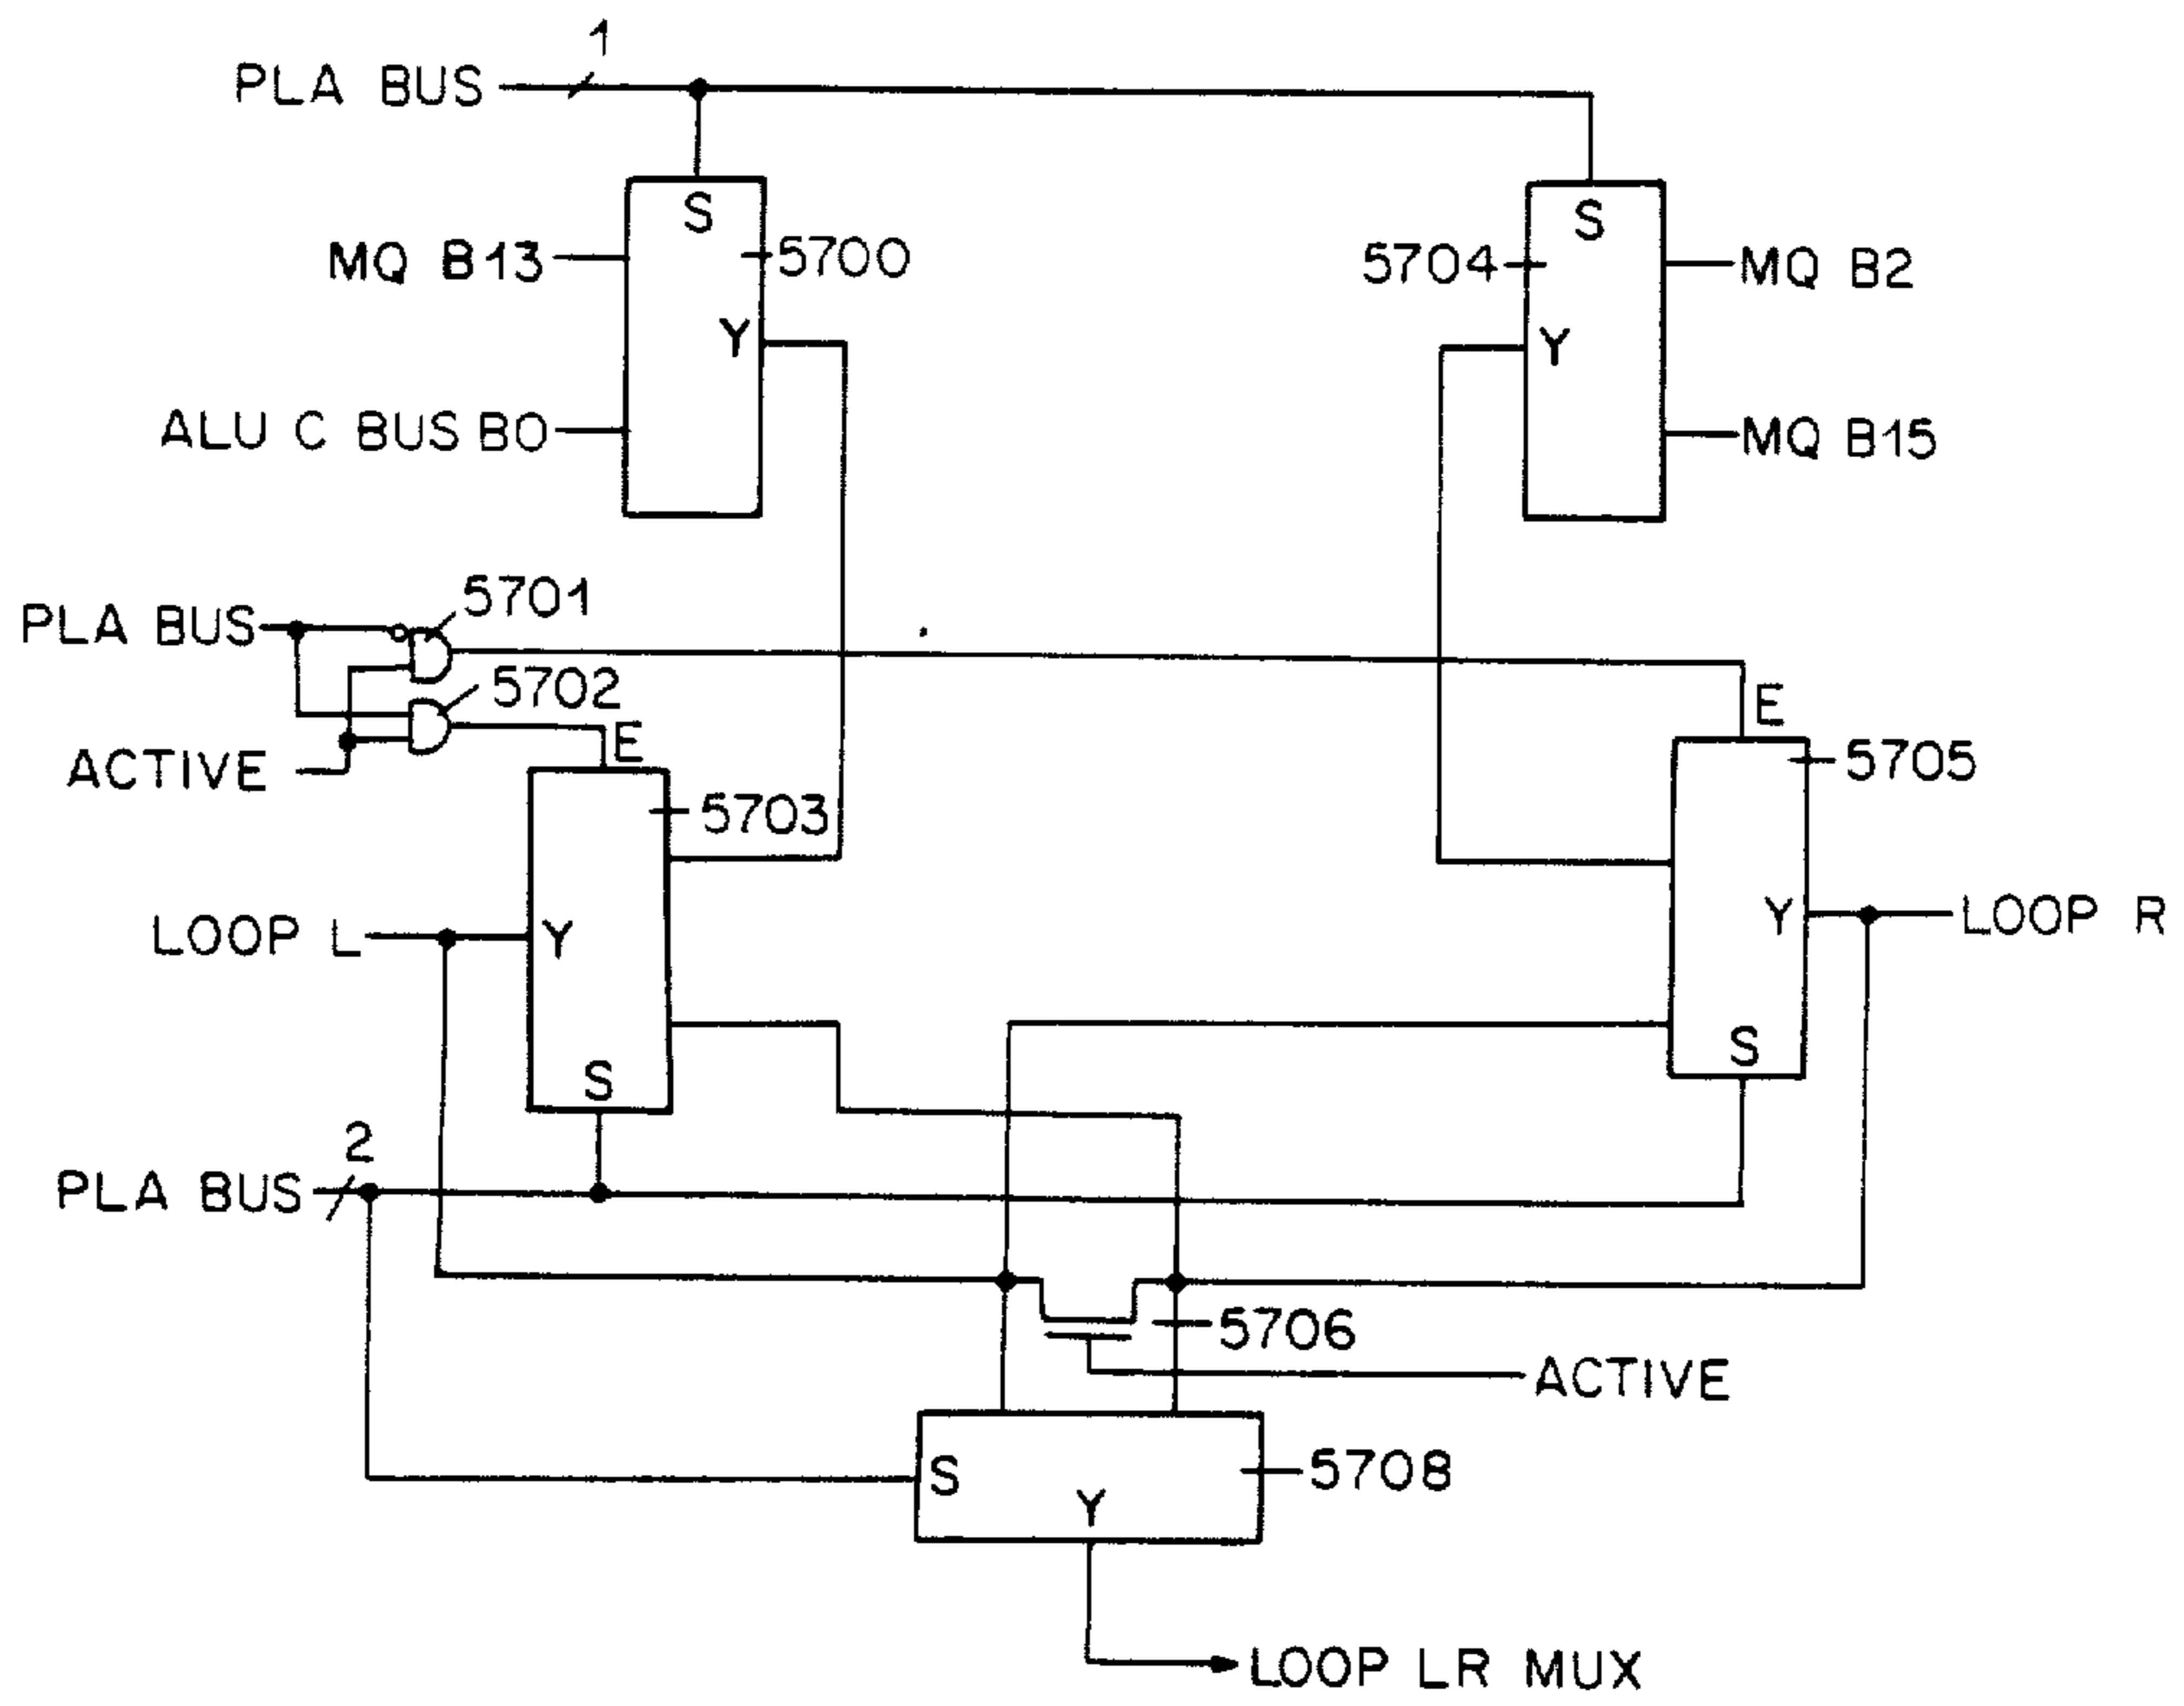 1
PLA BUS
S
S
MQ B13
5700
5704
MQ B2
Y
Y
ALU C BUS B0
MQ B15
5701
PLA BUS
5702
E
E
ACTIVE
5705
5703
LOOP L
Y
Y
LOOP R
S
S
2
PLA BUS
5706
ACTIVE
S
5708
Y
LOOP LR MUX